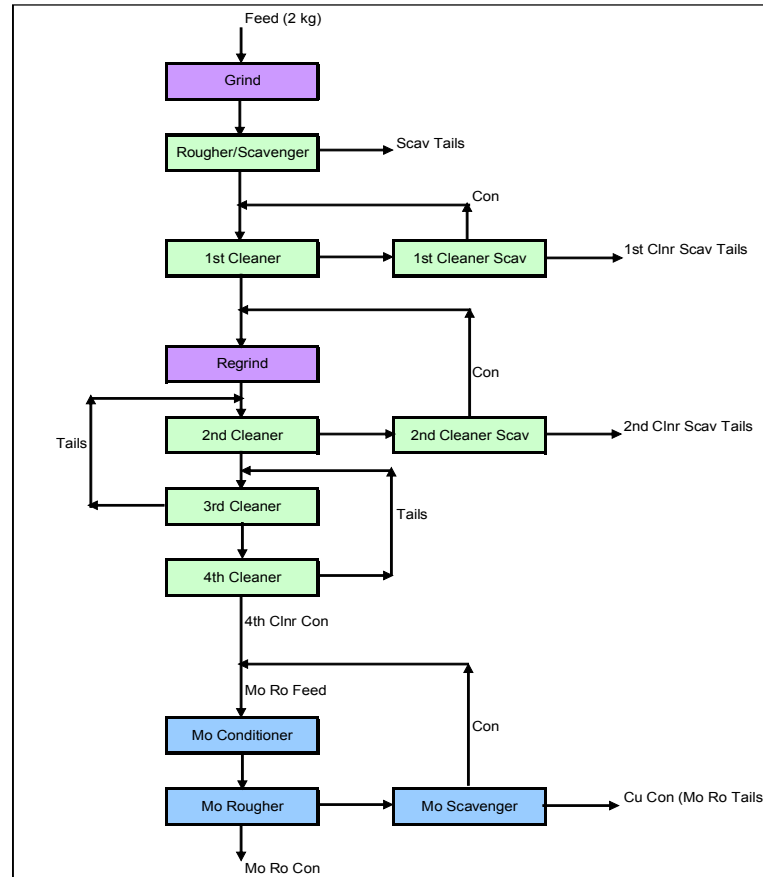 Feed (2 kg)
Grind
Rougher/Scavenger
Scav Tails
Con
1st Cleaner
1st Cleaner Scav
1st Clnr Scav Tails
Regrind
Con
2nd Cleaner
2nd Cleaner Scav
2nd Clnr Scav Tails
Tails
3rd Cleaner
Tails
4th Cleaner
4th Clnr Con
Mo Ro Feed
Mo Conditioner
Con
Mo Rougher
Mo Scavenger
Cu Con (Mo Ro Tails
Mo Ro Con